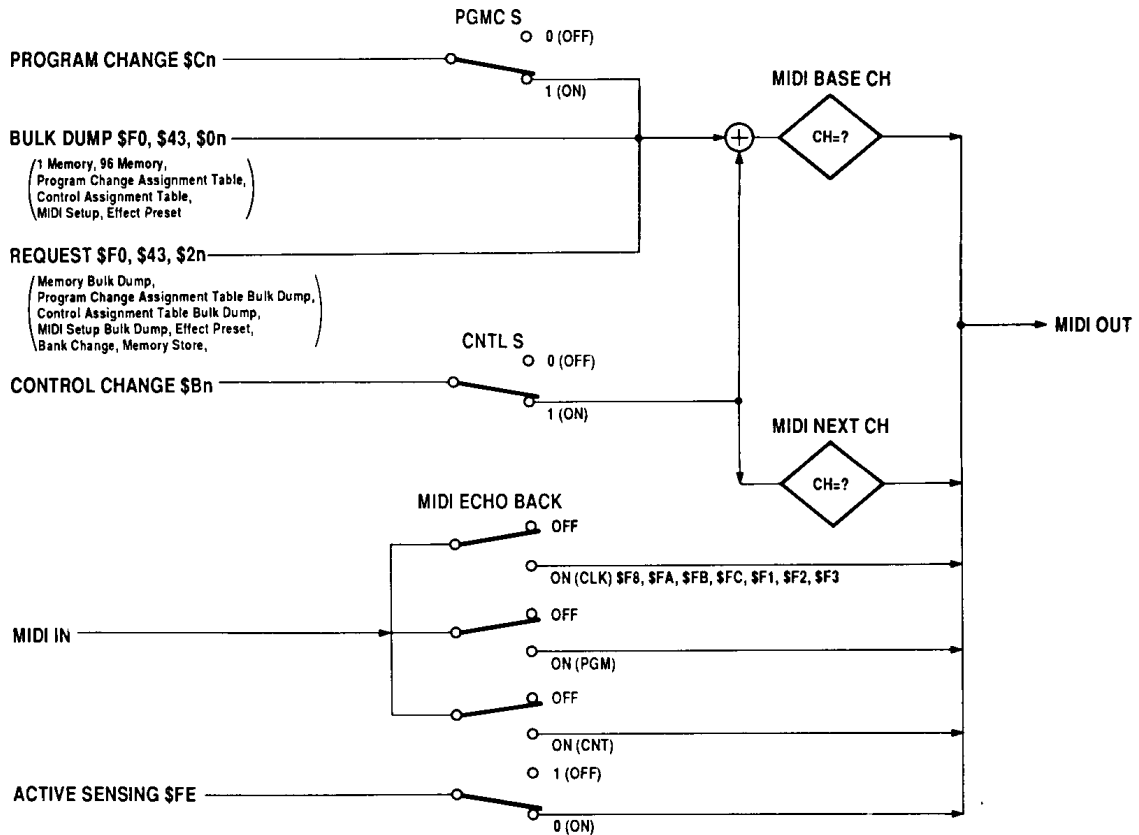 PGMC S
0 (OFF)
PROGRAM CHANGE $Cn
1 (ON)
MIDI BASE CH
BULK DUMP $F0, $43, $0n
CH=?
1 Memory, 96 Memory,
Program Change Assignment Table,
Control Assignment Table,
MIDI Setup, Effect Preset
REQUEST $F0, $43, $2n
Memory Bulk Dump,
Program Change Assignment Table Bulk Dump,
Control Assignment Table Bulk Dump,
MIDI Setup Bulk Dump, Effect Preset,
Bank Change, Memory Store,
MIDI OUT
CNTL S
0 (OFF)
CONTROL CHANGE $Bn
1 (ON)
MIDI NEXT CH
CH=?
MIDI ECHO BACK
OFF
ON (CLK) $F8, $FA, $FB, $FC, $F1, $F2, $F3
OFF
MIDI IN
ON (PGM)
OFF
ON (CNT)
1 (OFF)
ACTIVE SENSING $FE
0 (ON)